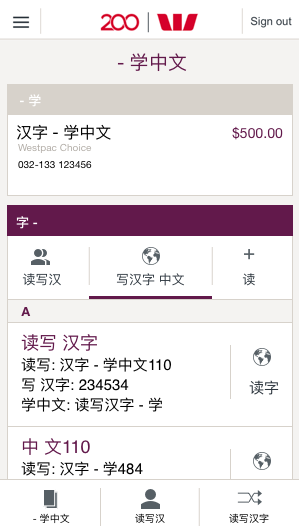 200
Sign out
- 学中文
- 学
汉字 - 学中文
$500.00
Westpac Choice
032-133 123456
字 -
读写汉
写汉字 中文
读
A
读写 汉字
读写: 汉字 - 学中文110
写 汉字: 234534
学中文: 读写汉字 - 学
读字
中 文110
读写: 汉字 - 学484
- 学中文
读写汉
读写汉字